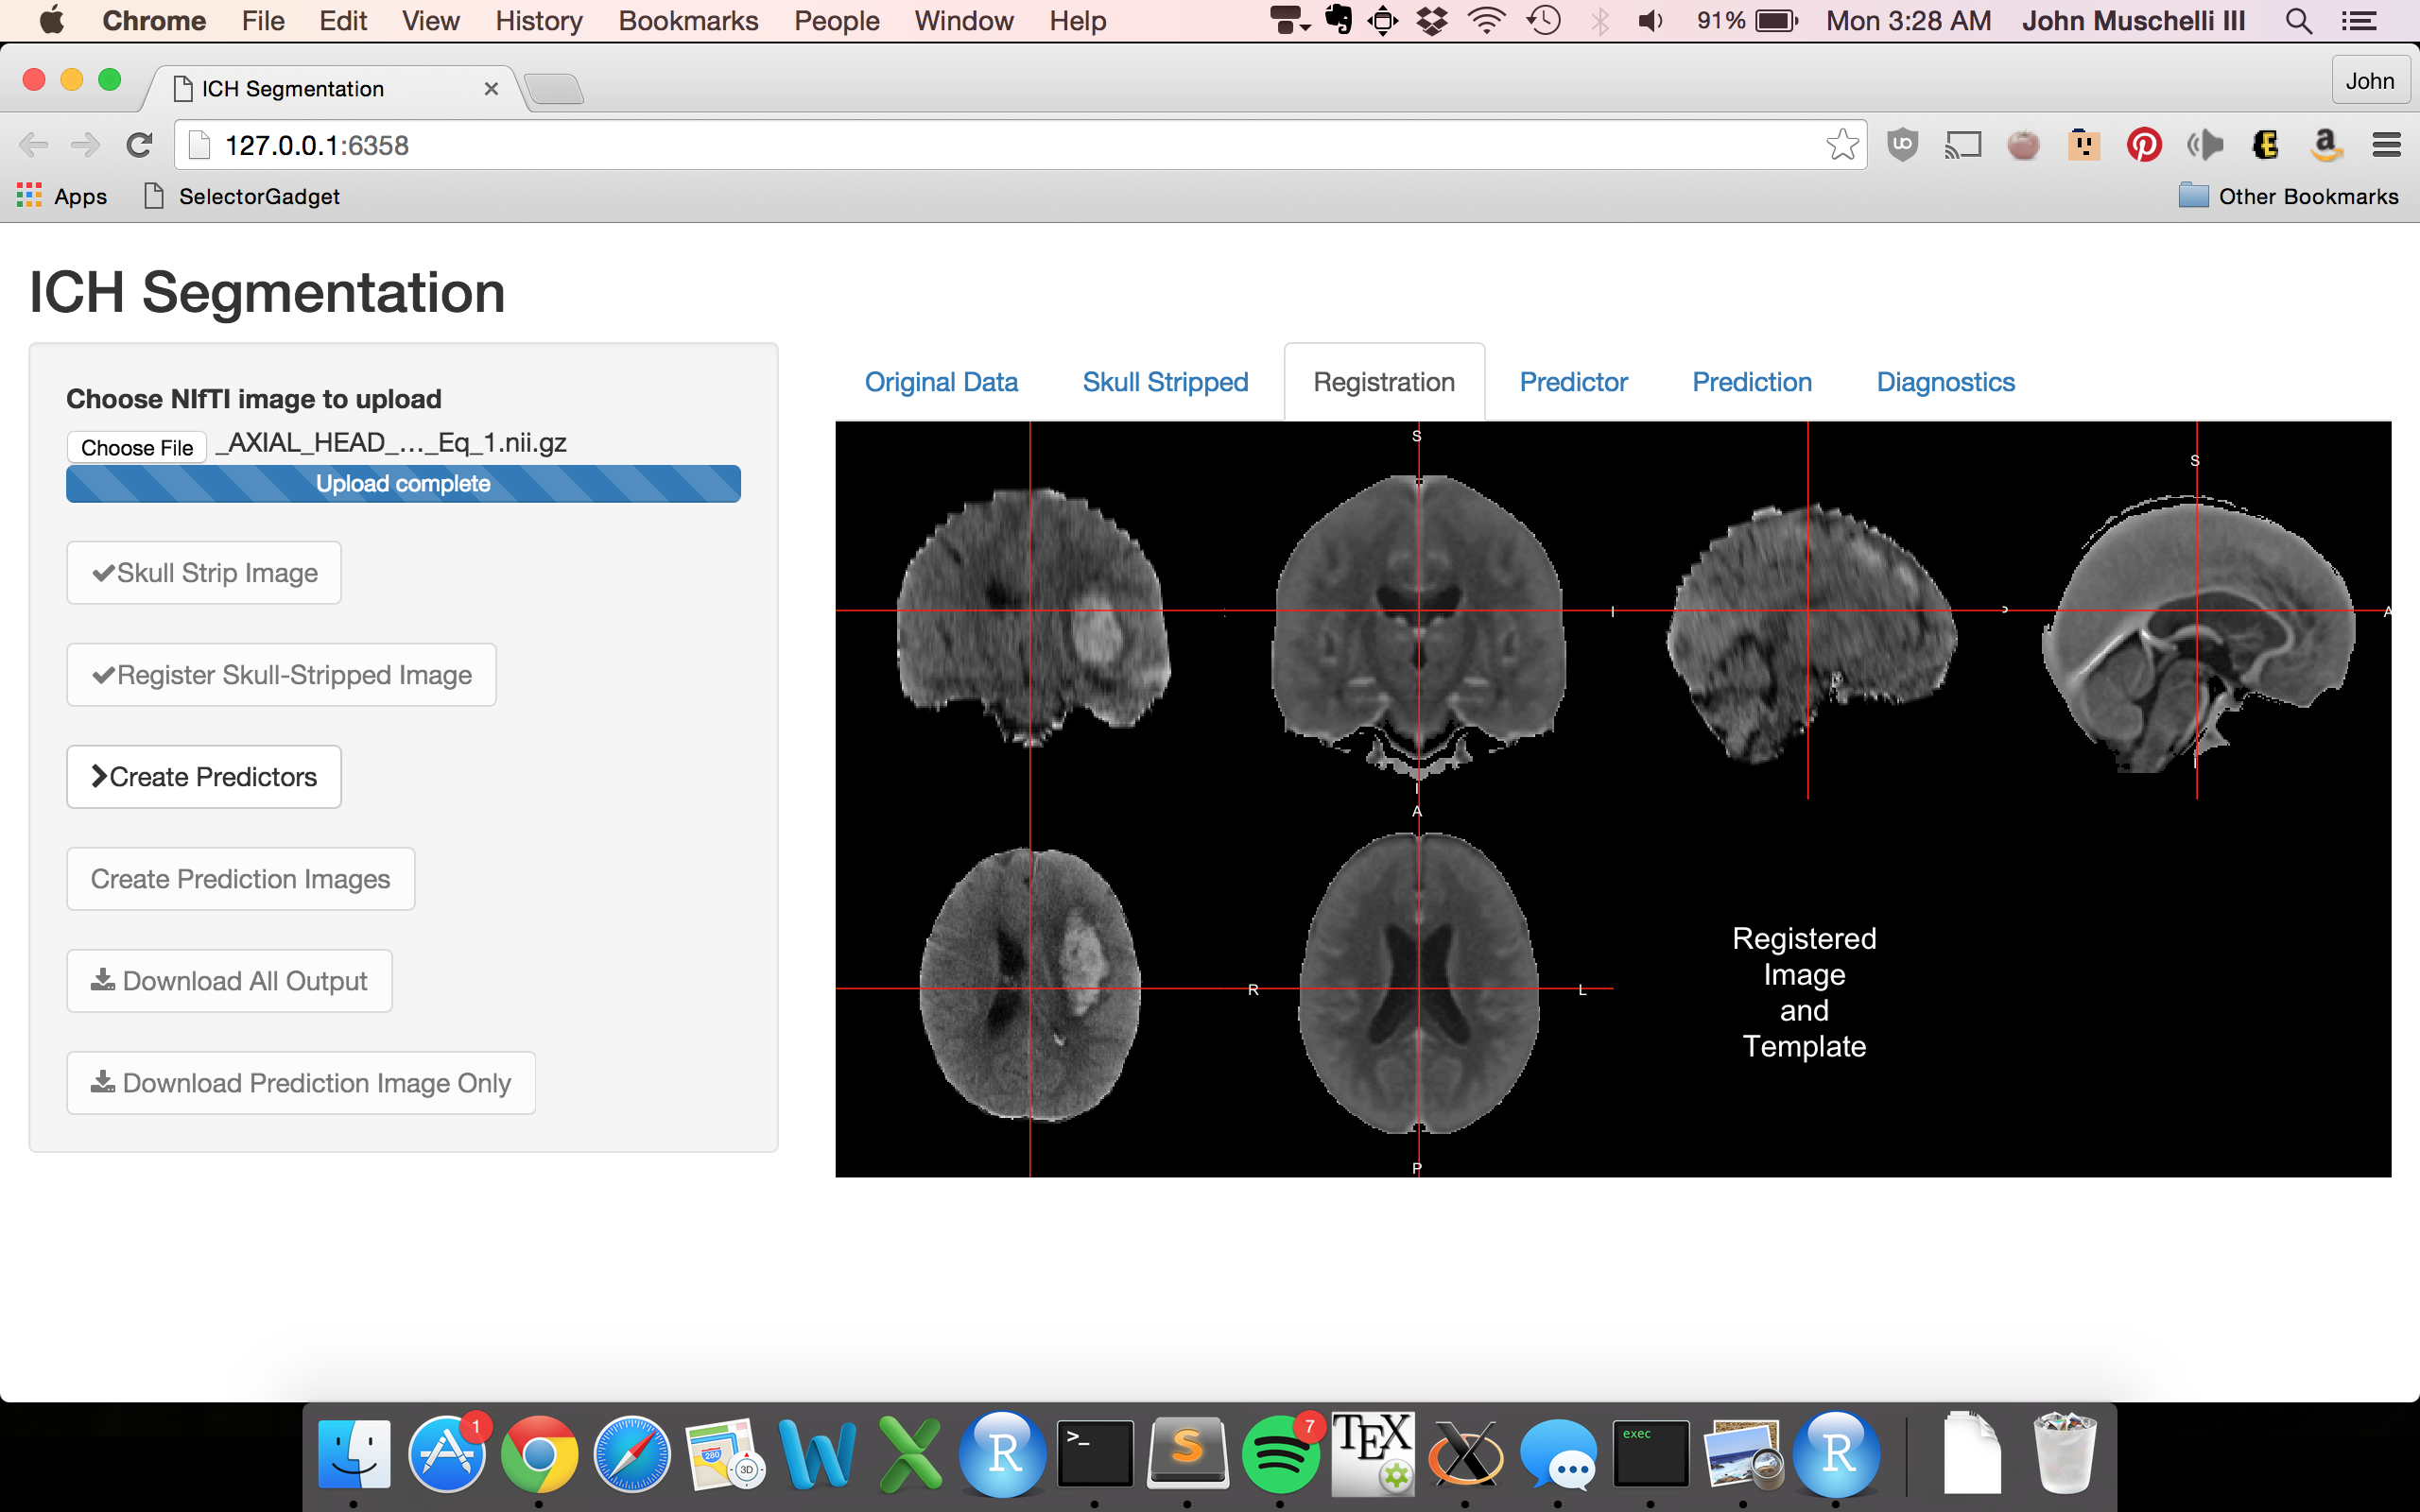 Chrome File Edit View History Bookmarks People Window Help 91% Mon 3:28 AM John Muschelli III
ICH Segmentation
John
127.0.0.1:6358
Apps SelectorGadget Other Bookmarks
ICH Segmentation
Choose NIfTI image to upload
Choose File _AXIAL_HEAD_..._Eq_1.nii.gz
Upload complete
Skull Strip Image
Register Skull-Stripped Image
Create Predictors
Create Prediction Images
Download All Output
Download Prediction Image Only
Original Data Skull Stripped Registration Predictor Prediction Diagnostics
S
S
I
P
A
I
I
A
R
L
P
Registered
Image
and
Template
1
280
3D
W
X
R
>_
S
7
TEX
X
exec
R